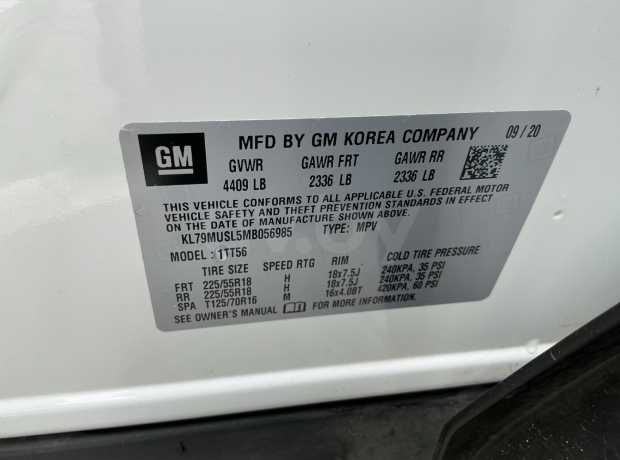 GM
MFD BY GM KOREA COMPANY 09/20
GVWR GAWR FRT GAWR RR
4409 LB 2336 LB 2336 LB
THIS VEHICLE CONFORMS TO ALL APPLICABLE U.S. FEDERAL MOTOR
VEHICLE SAFETY AND THEFT PREVENTION STANDARDS IN EFFECT
ON THE DATE OF MANUFACTURE SHOWN ABOVE.
KL79MUSL5MB056985 TYPE: MPV
MODEL: 1TT56
TIRE SIZE SPEED RTG RIM COLD TIRE PRESSURE
FRT 225/55R18 H 18x7.5J 240KPA, 35 PSI
RR 225/55R18 H 18x7.5J 240KPA, 35 PSI
SPA T125/70R16 M 16x4.0BT 420KPA, 60 PSI
SEE OWNER'S MANUAL FOR MORE INFORMATION.